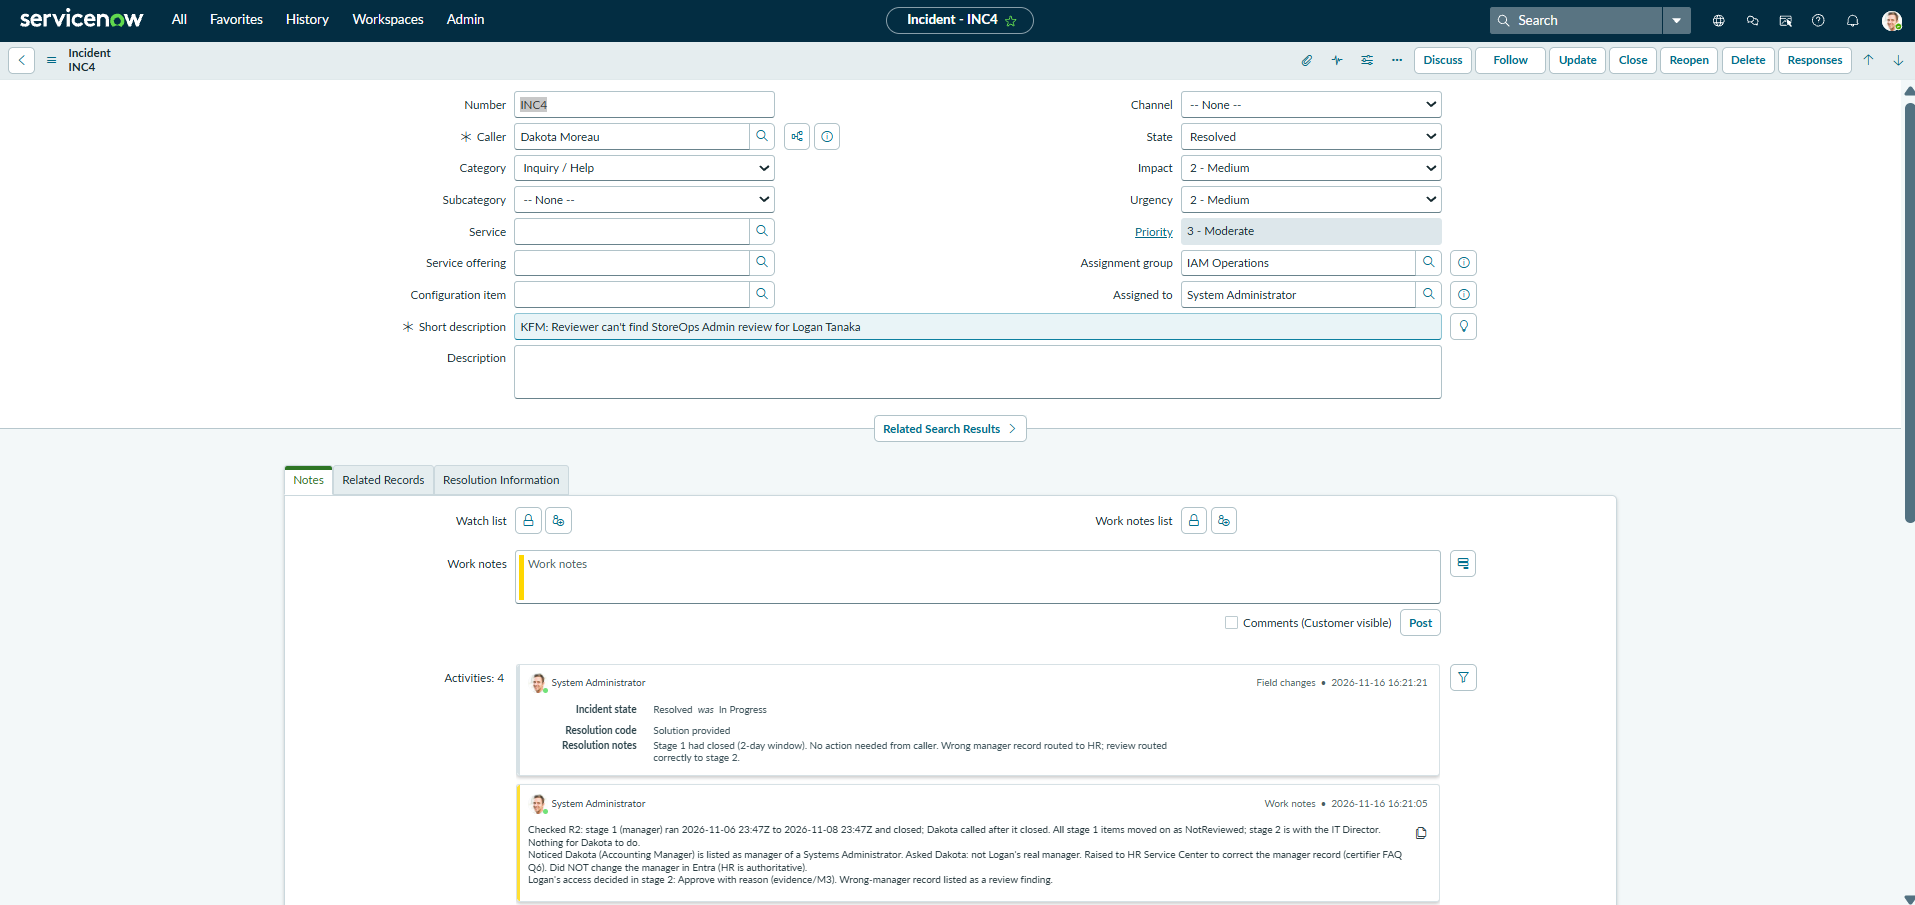 servicenow
All
Favorites
History
Workspaces
Admin
Incident - INC4
Search
Incident
INC4
Discuss
Follow
Update
Close
Reopen
Delete
Responses
Number
INC4
Caller
Dakota Moreau
Category
Inquiry / Help
Subcategory
-- None --
Service
Service offering
Configuration item
Channel
-- None --
State
Resolved
Impact
2 - Medium
Urgency
2 - Medium
Priority
3 - Moderate
Assignment group
IAM Operations
Assigned to
System Administrator
Short description
KFM: Reviewer can't find StoreOps Admin review for Logan Tanaka
Description
Related Search Results
Notes
Related Records
Resolution Information
Watch list
Work notes list
Work notes
Work notes
Comments (Customer visible)
Post
Activities: 4
System Administrator
Field changes • 2026-11-16 16:21:21
Incident state
Resolved was In Progress
Resolution code
Solution provided
Resolution notes
Stage 1 had closed (2-day window). No action needed from caller. Wrong manager record routed to HR; review routed
correctly to stage 2.
System Administrator
Work notes • 2026-11-16 16:21:05
Checked R2: stage 1 (manager) ran 2026-11-06 23:47Z to 2026-11-08 23:47Z and closed; Dakota called after it closed. All stage 1 items moved on as NotReviewed; stage 2 is with the IT Director.
Nothing for Dakota to do.
Noticed Dakota (Accounting Manager) is listed as manager of a Systems Administrator. Asked Dakota: not Logan's real manager. Raised to HR Service Center to correct the manager record (certifier FAQ
Q6). Did NOT change the manager in Entra (HR is authoritative).
Logan's access decided in stage 2: Approve with reason (evidence/M3). Wrong-manager record listed as a review finding.